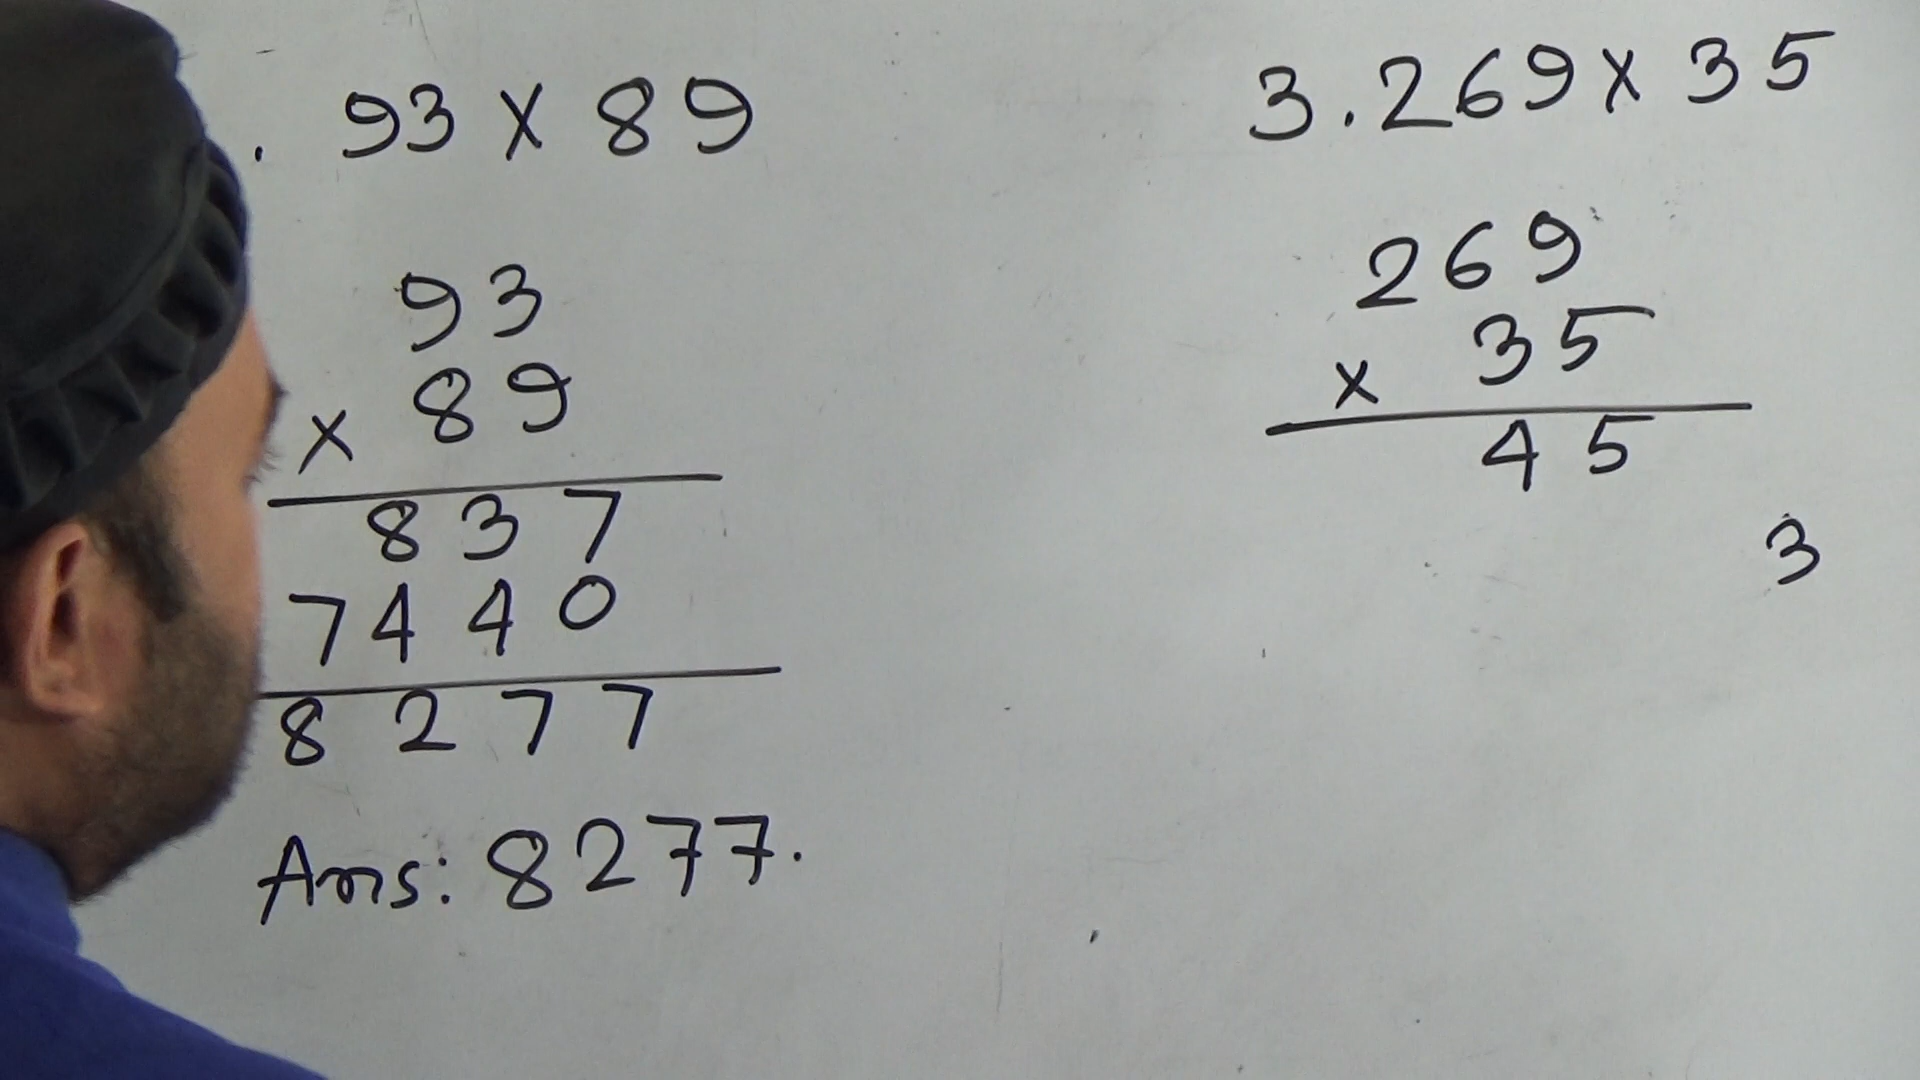 . 93 x 89
93
x 89
837
7440
8277
Ans: 8277.
3. 269 x 35
269
x 35
45
3